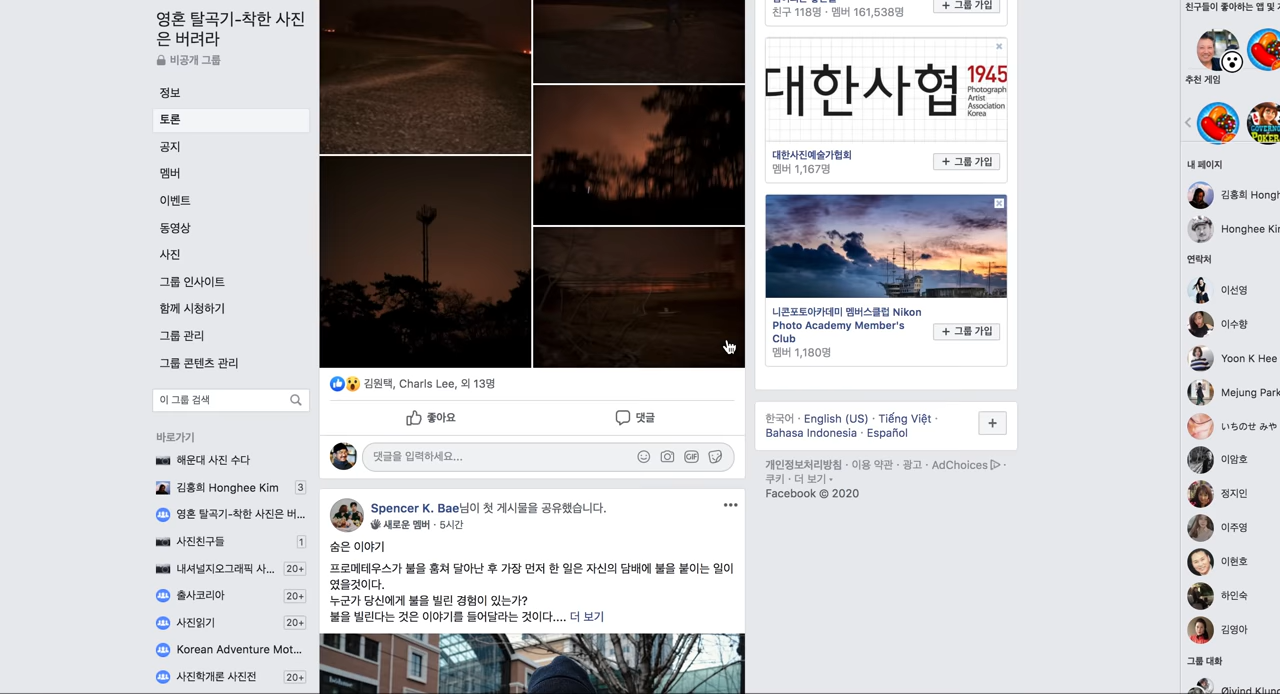 영혼 탈곡기-착한 사진
은 버려라
비공개 그룹
정보
토론
공지
멤버
이벤트
동영상
사진
그룹 인사이트
함께 시청하기
그룹 관리
그룹 콘텐츠 관리
이 그룹 검색
바로가기
해운대 사진 수다
김홍희 Honghee Kim 3
영혼 탈곡기-착한 사진은 버...
사진친구들 1
내셔널지오그래픽 사... 20+
출사코리아 20+
사진읽기 20+
Korean Adventure Mot...
사진학개론 사진전 20+
김원택, Charls Lee, 외 13명
좋아요 댓글
댓글을 입력하세요...
GIF
Spencer K. Bae님이 첫 게시물을 공유했습니다.
새로운 멤버 · 5시간
숨은 이야기
프로메테우스가 불을 훔쳐 달아난 후 가장 먼저 한 일은 자신의 담배에 불을 붙이는 일이
였을것이다.
누군가 당신에게 불을 빌린 경험이 있는가?
불을 빌린다는 것은 이야기를 들어달라는 것이다.... 더 보기
친구 118명 · 멤버 161,538명
+ 그룹 가입
대한사협 1945
Photograph
Artist
Association
Korea
대한사진예술가협회
멤버 1,167명
+ 그룹 가입
니콘포토아카데미 멤버스클럽 Nikon
Photo Academy Member's
Club
멤버 1,180명
+ 그룹 가입
한국어 · English (US) · Tiếng Việt ·
Bahasa Indonesia · Español
개인정보처리방침 · 이용 약관 · 광고 · AdChoices ·
쿠키 · 더 보기
Facebook © 2020
친구들이 좋아하는 앱 및
추천 게임
GOVERNOR
POKER
내 페이지
김홍희 Hongh
Honghee Kim
연락처
이선영
이수향
Yoon K Hee
Mejung Park
いちのせ みや
이암호
정지인
이주영
이현호
하인숙
김영아
그룹 대화
Øivind Klung